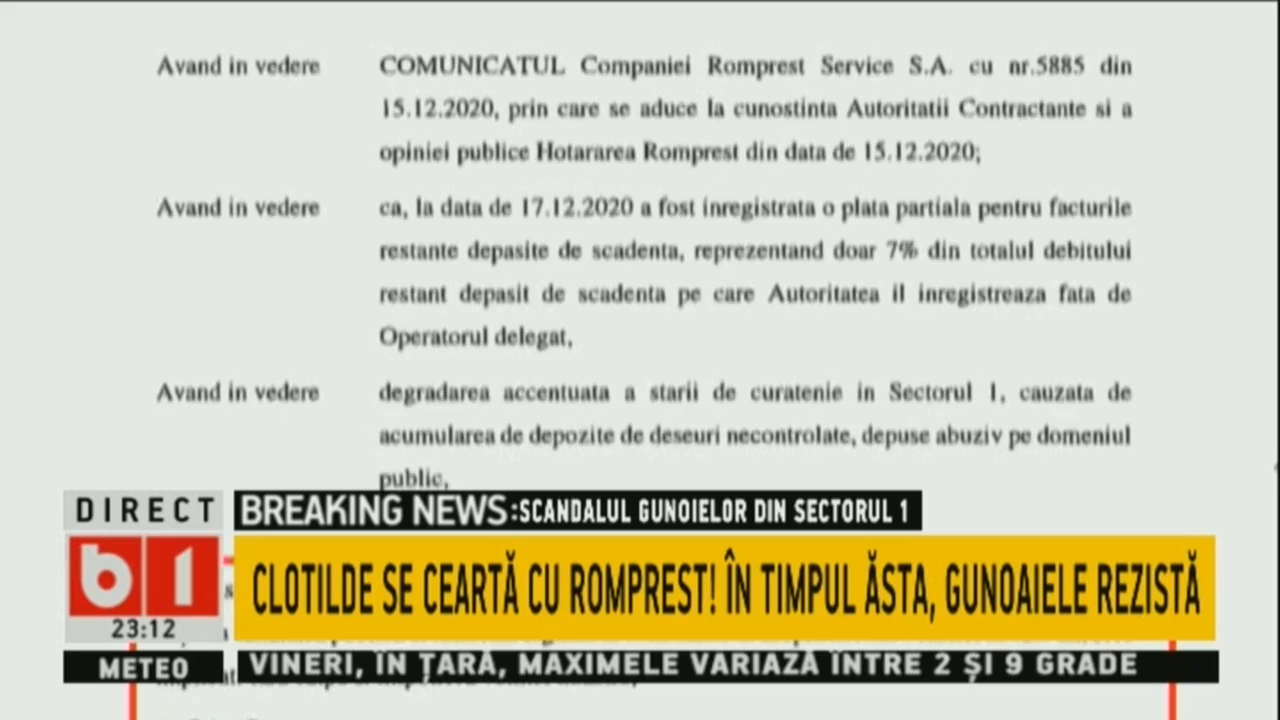 Avand in vedere COMUNICATUL Companiei Romprest Service S.A. cu nr.5885 din
15.12.2020, prin care se aduce la cunostinta Autoritatii Contractante si a
opiniei publice Hotararea Romprest din data de 15.12.2020;
Avand in vedere ca, la data de 17.12.2020 a fost inregistrata o plata partiala pentru facturile
restante depasite de scadenta, reprezentand doar 7% din totalul debitului
restant depasit de scadenta pe care Autoritatea il inregistreaza fata de
Operatorul delegat,
Avand in vedere degradarea accentuata a starii de curatenie in Sectorul 1, cauzata de
acumularea de depozite de deseuri necontrolate, depuse abuziv pe domeniul
public,
DIRECT
BREAKING NEWS:SCANDALUL GUNOIELOR DIN SECTORUL 1
b1
CLOTILDE SE CEARTĂ CU ROMPREST! ÎN TIMPUL ĂSTA, GUNOAIELE REZISTĂ
23:12
METEO VINERI, ÎN ŢARĂ, MAXIMELE VARIAZĂ ÎNTRE 2 ŞI 9 GRADE